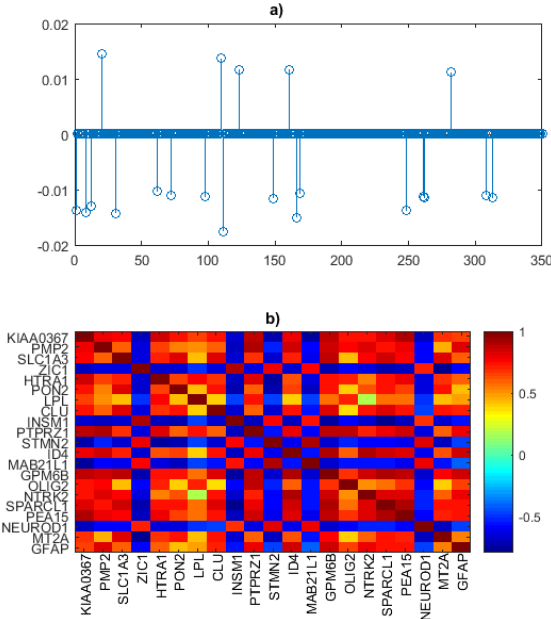 a)
0.02
0.01
0
-0.01
-0.02
0 50 100 150 200 250 300 350
b)
KIAA0367
PMP2
SLC1A3
ZIC1
HTRA1
PON2
LPL
CLU
INSM1
PTPRZ1
STMN2
ID4
MAB21L1
GPM6B
OLIG2
NTRK2
SPARCL1
PEA15
NEUROD1
MT2A
GFAP
1
0.5
0
-0.5
KIAA0367 PMP2 SLC1A3 ZIC1 HTRA1 PON2 LPL CLU INSM1 PTPRZ1 STMN2 ID4 MAB21L1 GPM6B OLIG2 NTRK2 SPARCL1 PEA15 NEUROD1 MT2A GFAP